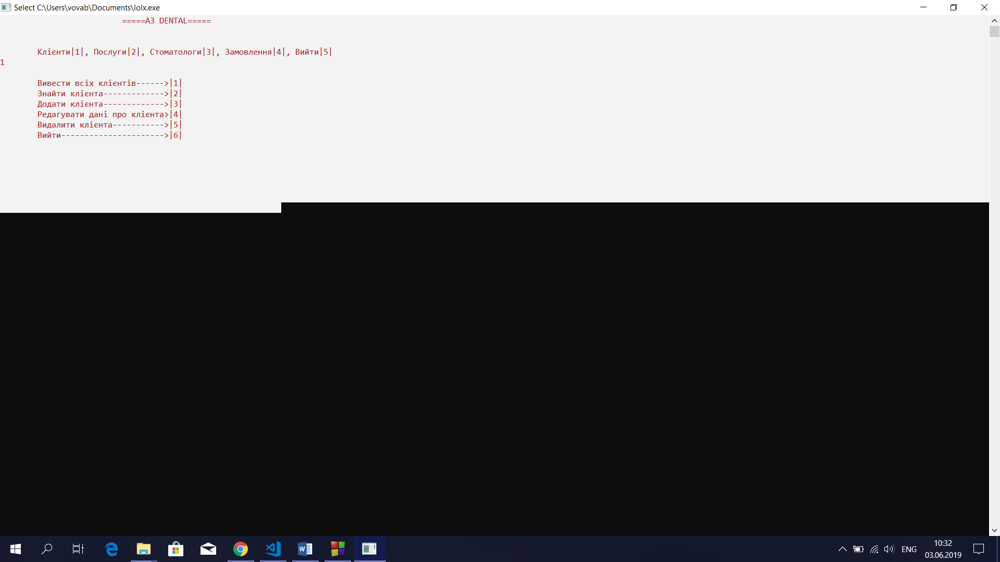 Select C:\Users\vovab\Documents\lolx.exe
=====A3 DENTAL=====
Клієнти|1|, Послуги|2|, Стоматологи|3|, Замовлення|4|, Вийти|5|
1
Вивести всіх клієнтів------>|1|
Знайти клієнта------------->|2|
Додати клієнта------------->|3|
Редагувати дані про клієнта>|4|
Видалити клієнта----------->|5|
Вийти---------------------->|6|
ENG
10:32
03.06.2019